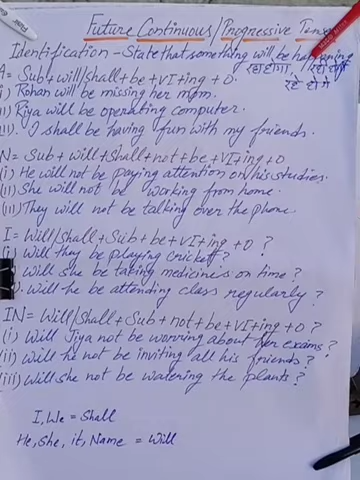 Future Continuous/Progressive Tense
Identification - State that something will be happening
रहा होगा, रही होगी
रहे होंगे
A = Sub + will/shall + be + VI + ing + O.
i) Rohan will be missing her mom.
ii) Riya will be operating computer.
iii) I shall be having fun with my friends.
N = Sub + will + Shall + not + be + VI + ing + O
(i) He will not be paying attention on his studies.
(ii) She will not be working from home.
(iii) They will not be talking over the phone.
I = Will/Shall + Sub + be + VI + ing + O ?
(i) Will they be playing cricket?
Will she be taking medicines on time ?
Will he be attending class regularly ?
IN = Will/Shall + Sub + not + be + VI + ing + O ?
(i) Will Jiya not be worring about her exams?
(ii) Will he not be inviting all his friends?
(iii) Will she not be watering the plants?
I, We = Shall
He, She, it, Name = Will